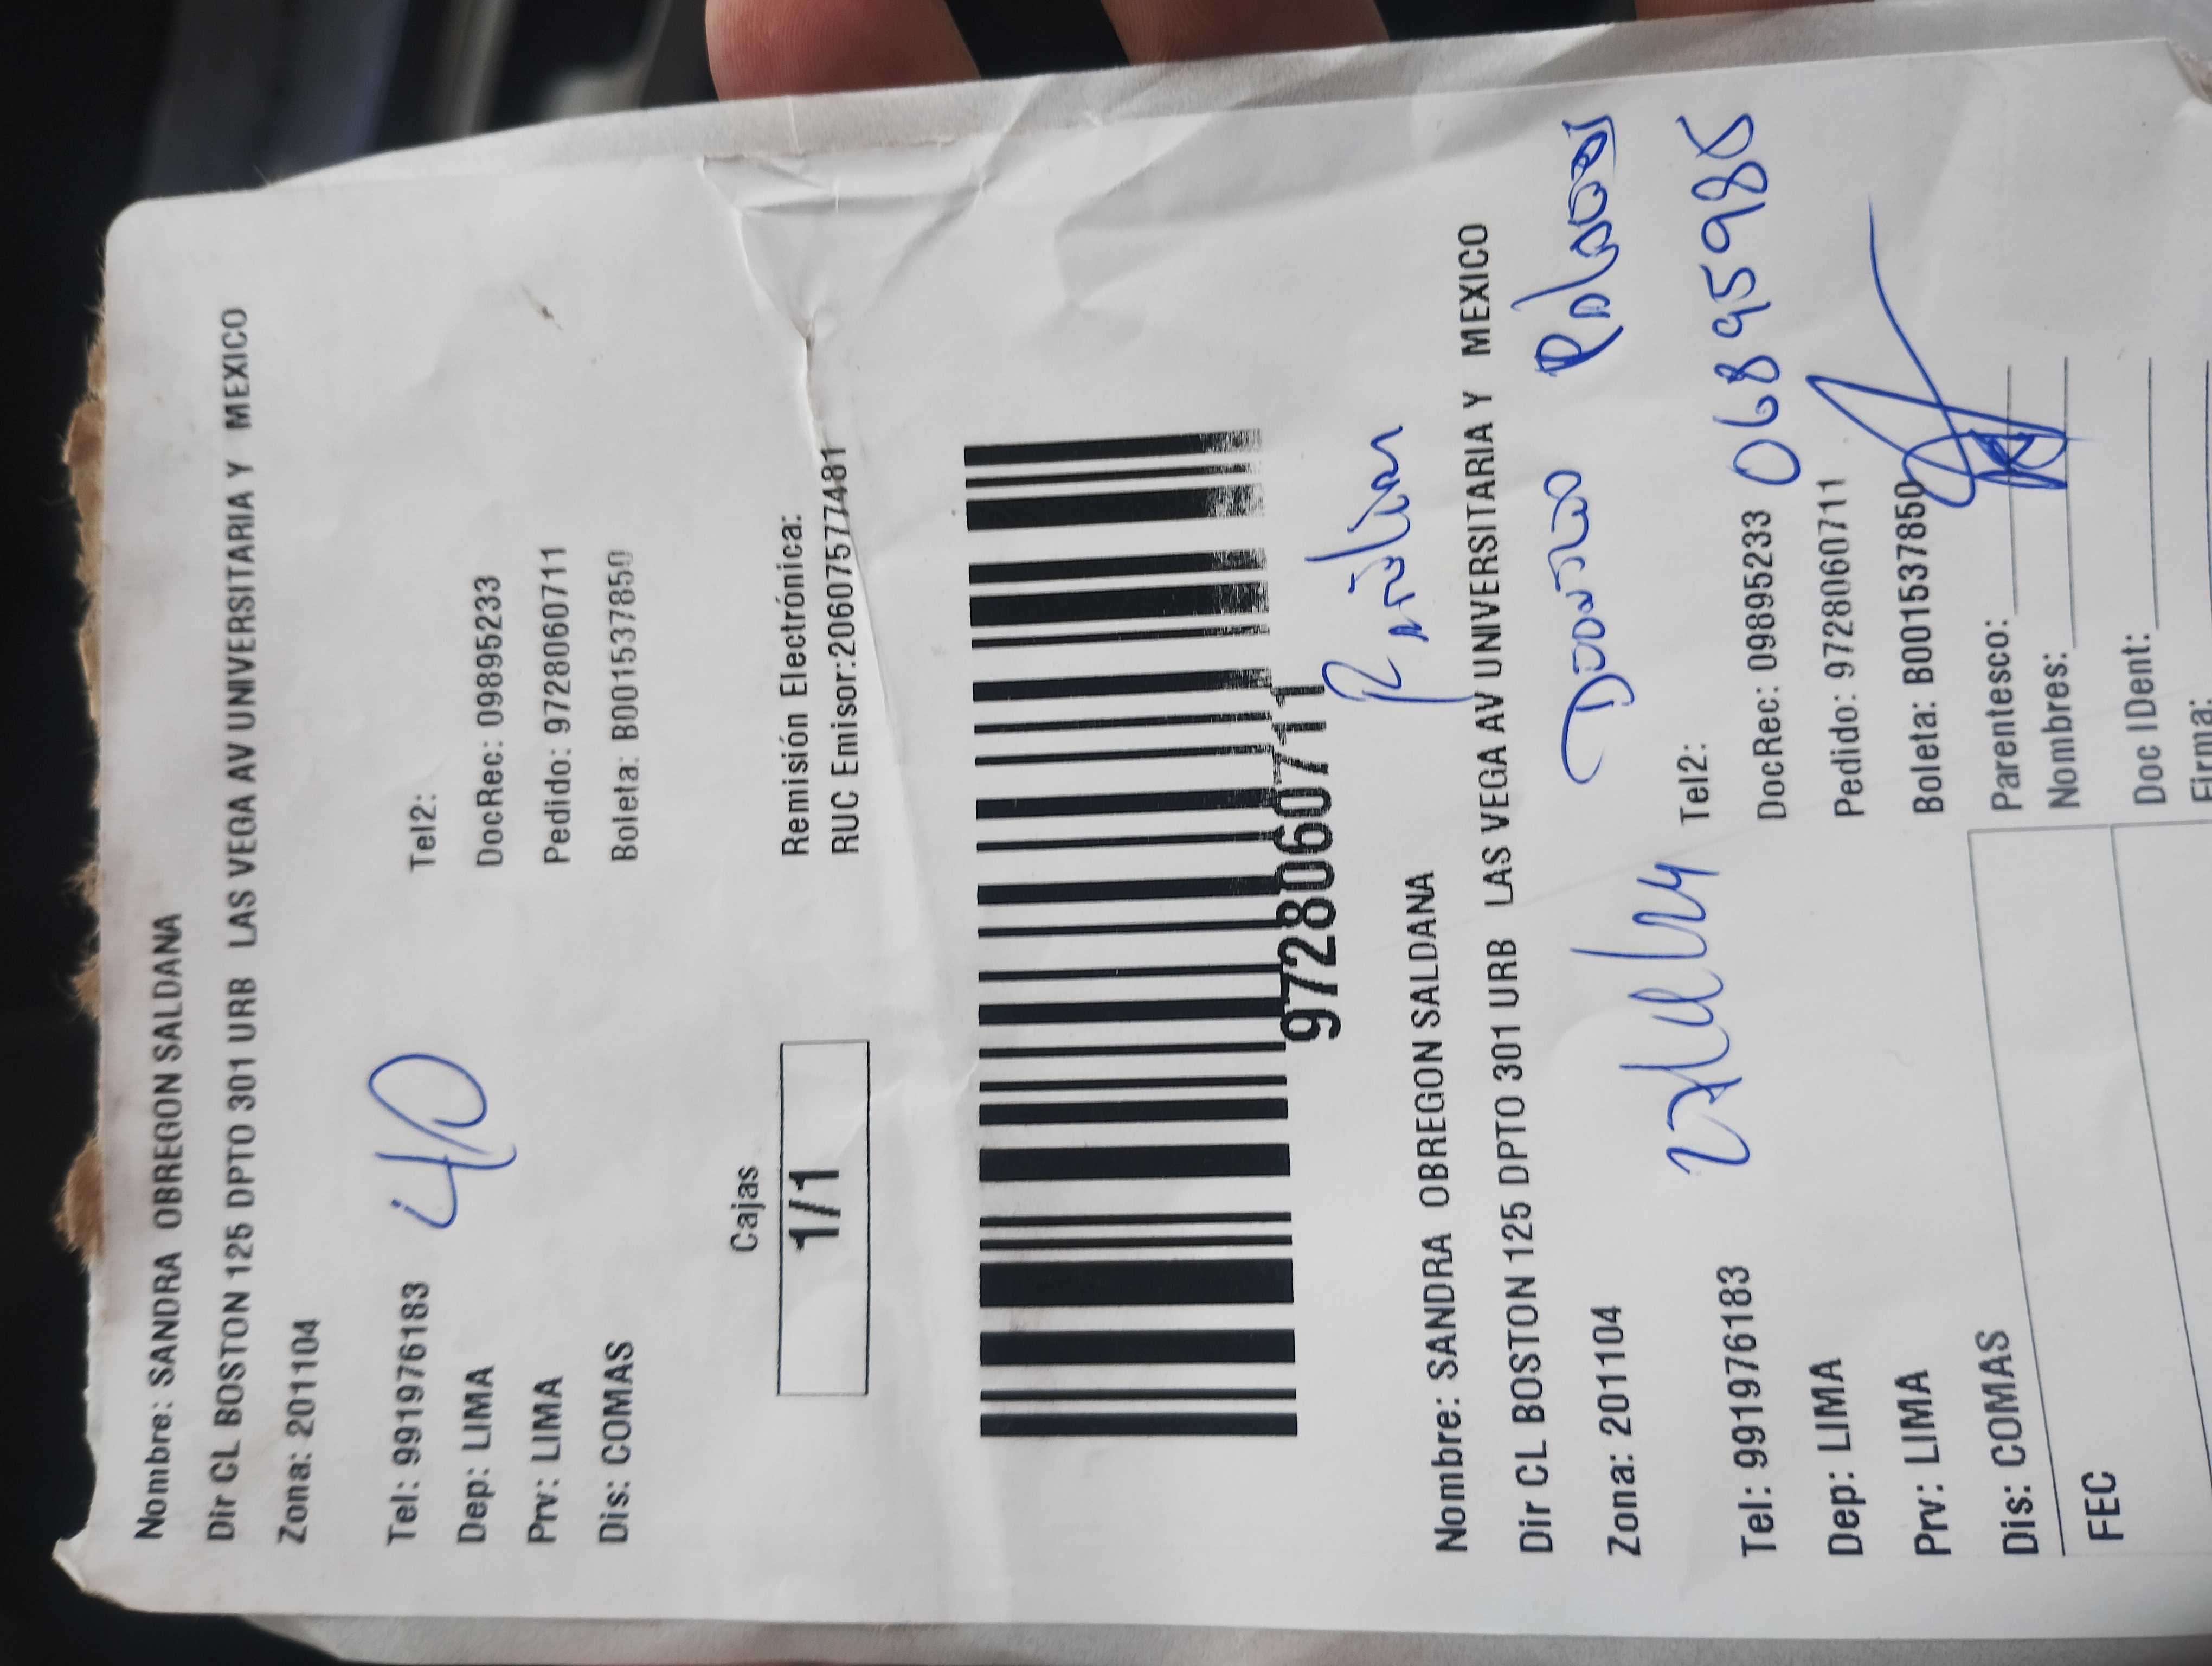 Nombre: SANDRA OBREGON SALDANA
Dir CL BOSTON 125 DPTO 301 URB LAS VEGA AV UNIVERSITARIA Y MEXICO
Zona: 201104
Tel: 991976183 Tel2:
40
Dep: LIMA DocRec: 09895233
Prv: LIMA Pedido: 9728060711
Dis: COMAS Boleta: B001537850
Cajas
1/1
Remisión Electrónica:
RUC Emisor:20607577481
9728060711
Nombre: SANDRA OBREGON SALDANA
Dir CL BOSTON 125 DPTO 301 URB LAS VEGA AV UNIVERSITARIA Y MEXICO
Zona: 201104
Tel: 991976183 Tel2:
Dep: LIMA DocRec: 09895233
Prv: LIMA Pedido: 9728060711
Dis: COMAS Boleta: B001537850
FEC
Parentesco:
Nombres:
Doc IDent:
Firma: